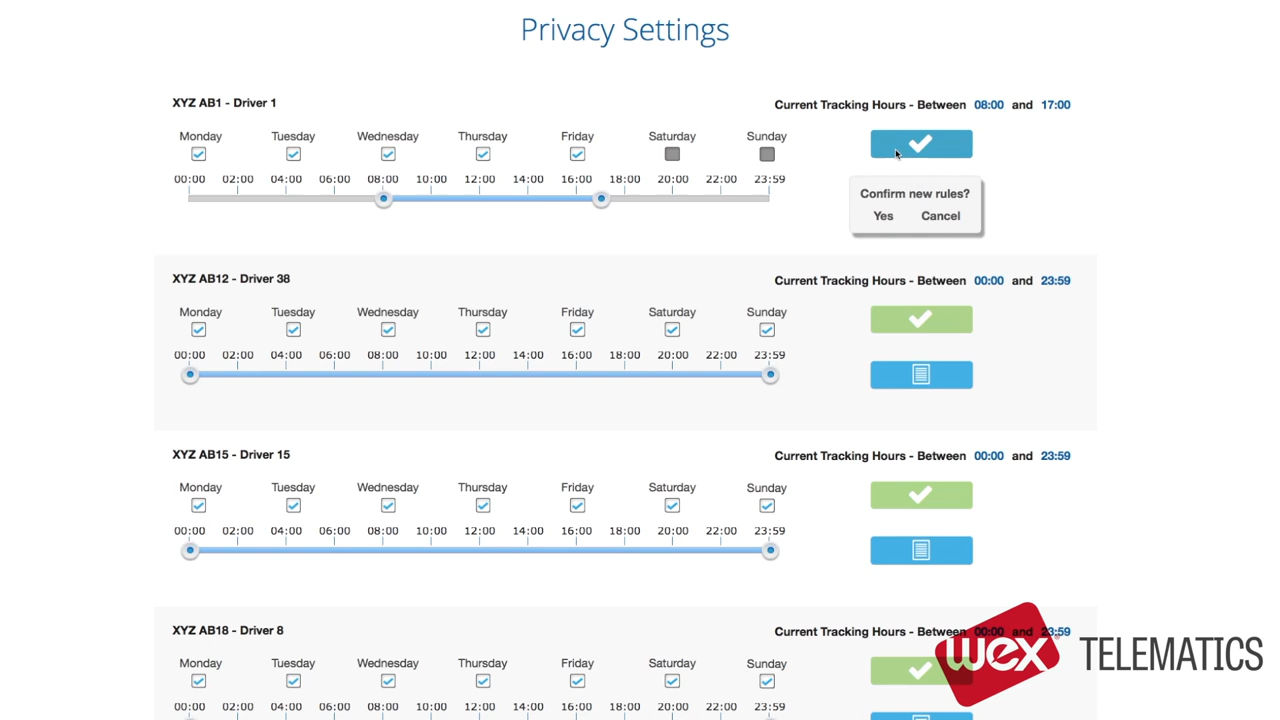 Privacy Settings
XYZ AB1 - Driver 1
Current Tracking Hours - Between 08:00 and 17:00
Monday Tuesday Wednesday Thursday Friday Saturday Sunday
00:00 02:00 04:00 06:00 08:00 10:00 12:00 14:00 16:00 18:00 20:00 22:00 23:59
Confirm new rules?
Yes Cancel
XYZ AB12 - Driver 38
Current Tracking Hours - Between 00:00 and 23:59
Monday Tuesday Wednesday Thursday Friday Saturday Sunday
00:00 02:00 04:00 06:00 08:00 10:00 12:00 14:00 16:00 18:00 20:00 22:00 23:59
XYZ AB15 - Driver 15
Current Tracking Hours - Between 00:00 and 23:59
Monday Tuesday Wednesday Thursday Friday Saturday Sunday
00:00 02:00 04:00 06:00 08:00 10:00 12:00 14:00 16:00 18:00 20:00 22:00 23:59
XYZ AB18 - Driver 8
Current Tracking Hours - Between 00:00 and 23:59
Monday Tuesday Wednesday Thursday Friday Saturday Sunday
wex® TELEMATICS
00:00 02:00 04:00 06:00 08:00 10:00 12:00 14:00 16:00 18:00 20:00 22:00 23:59